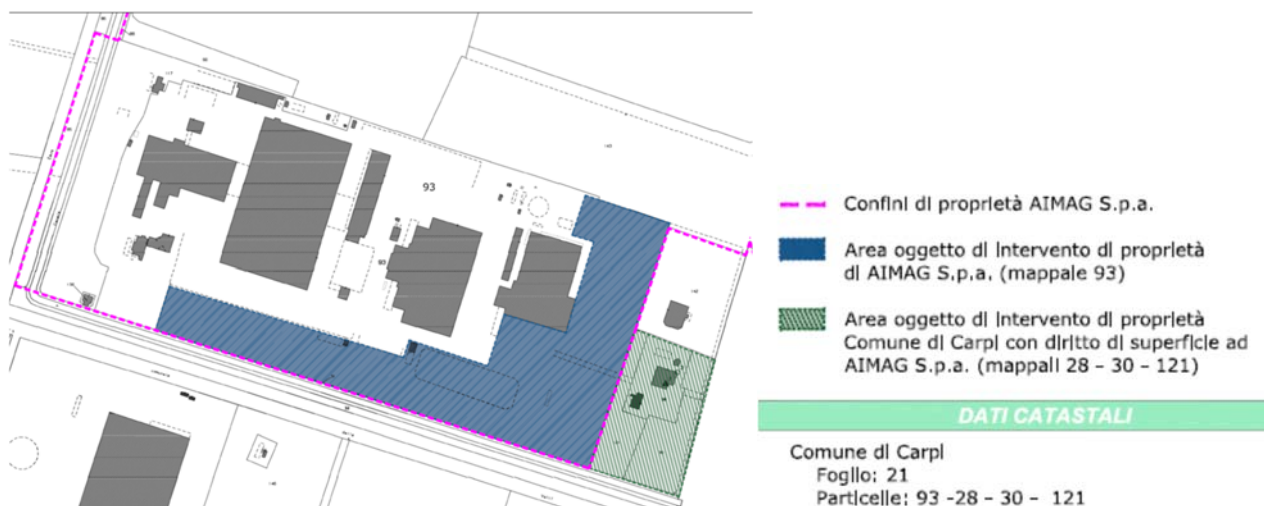 93
93
Confini di proprietà AIMAG S.p.a.
Area oggetto di intervento di proprietà
di AIMAG S.p.a. (mappale 93)
Area oggetto di intervento di proprietà
Comune di Carpi con diritto di superficie ad
AIMAG S.p.a. (mappali 28 – 30 – 121)
DATI CATASTALI
Comune di Carpi
Foglio: 21
Particelle: 93 -28 – 30 – 121